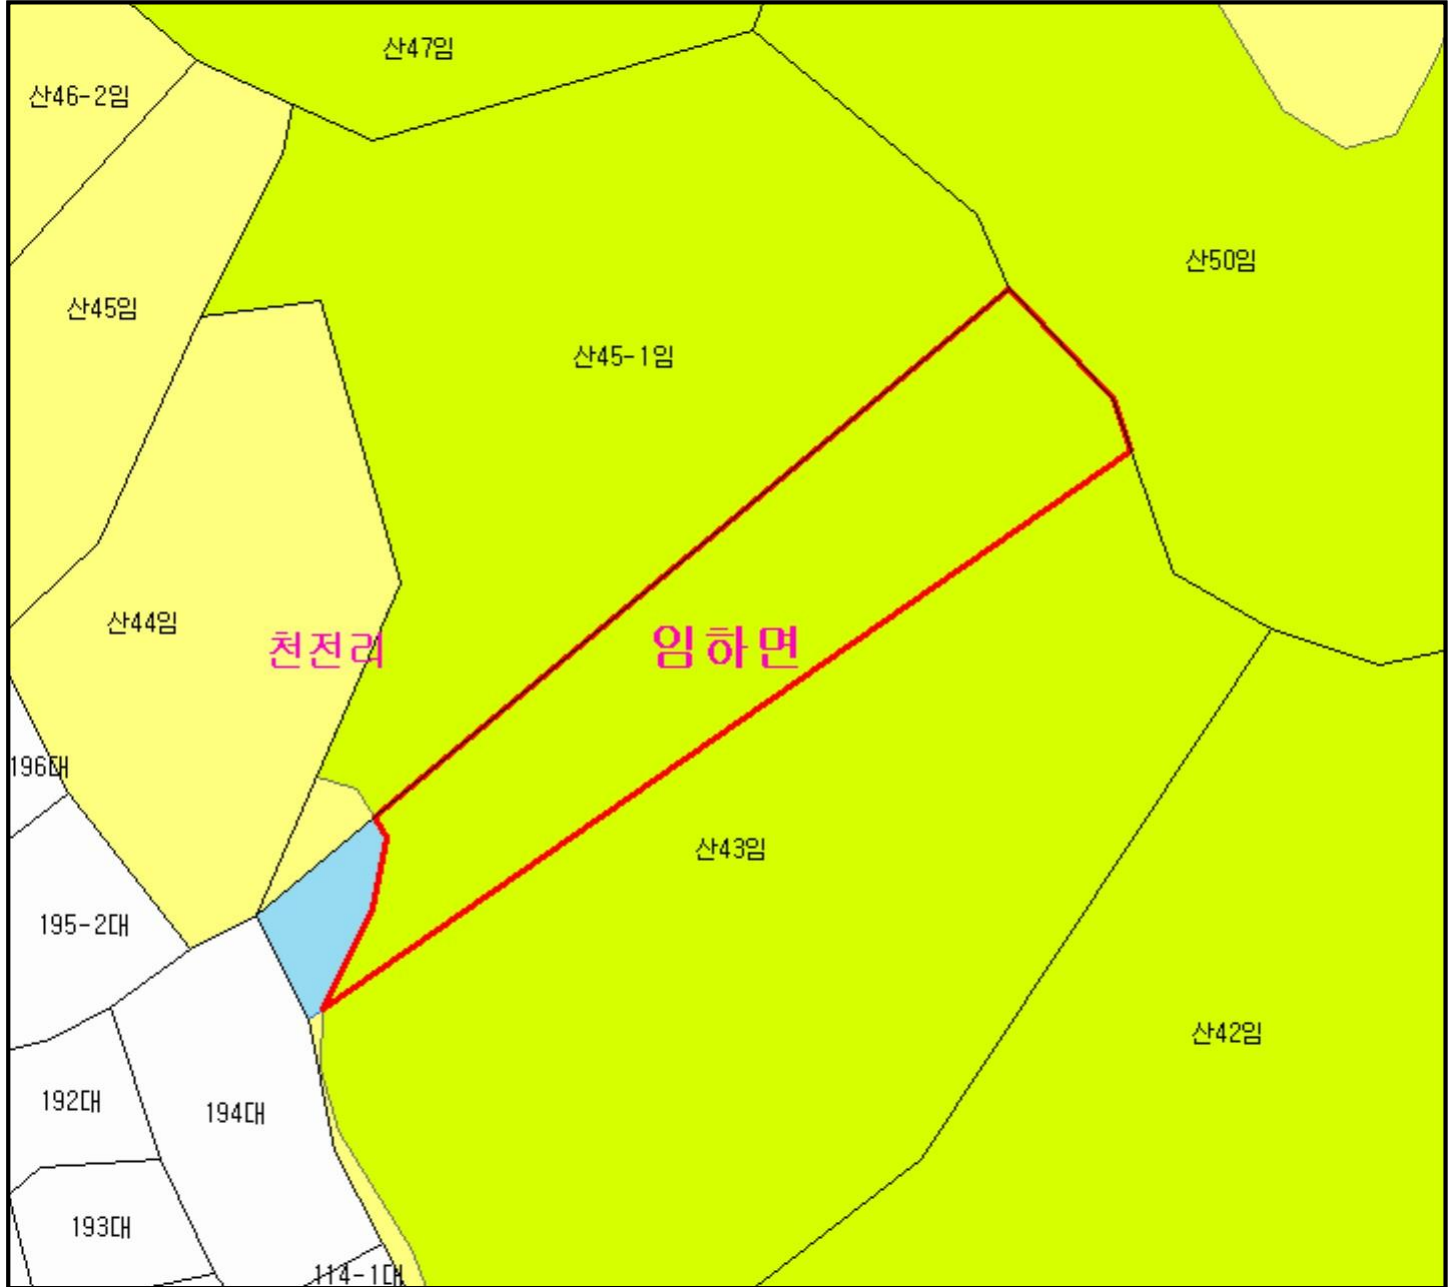 산47임
산46-2임
산50임
산45임
산45-1임
산44임
천전리
임하면
196대
산43임
195-2대
산42임
192대
194대
193대
114-1대